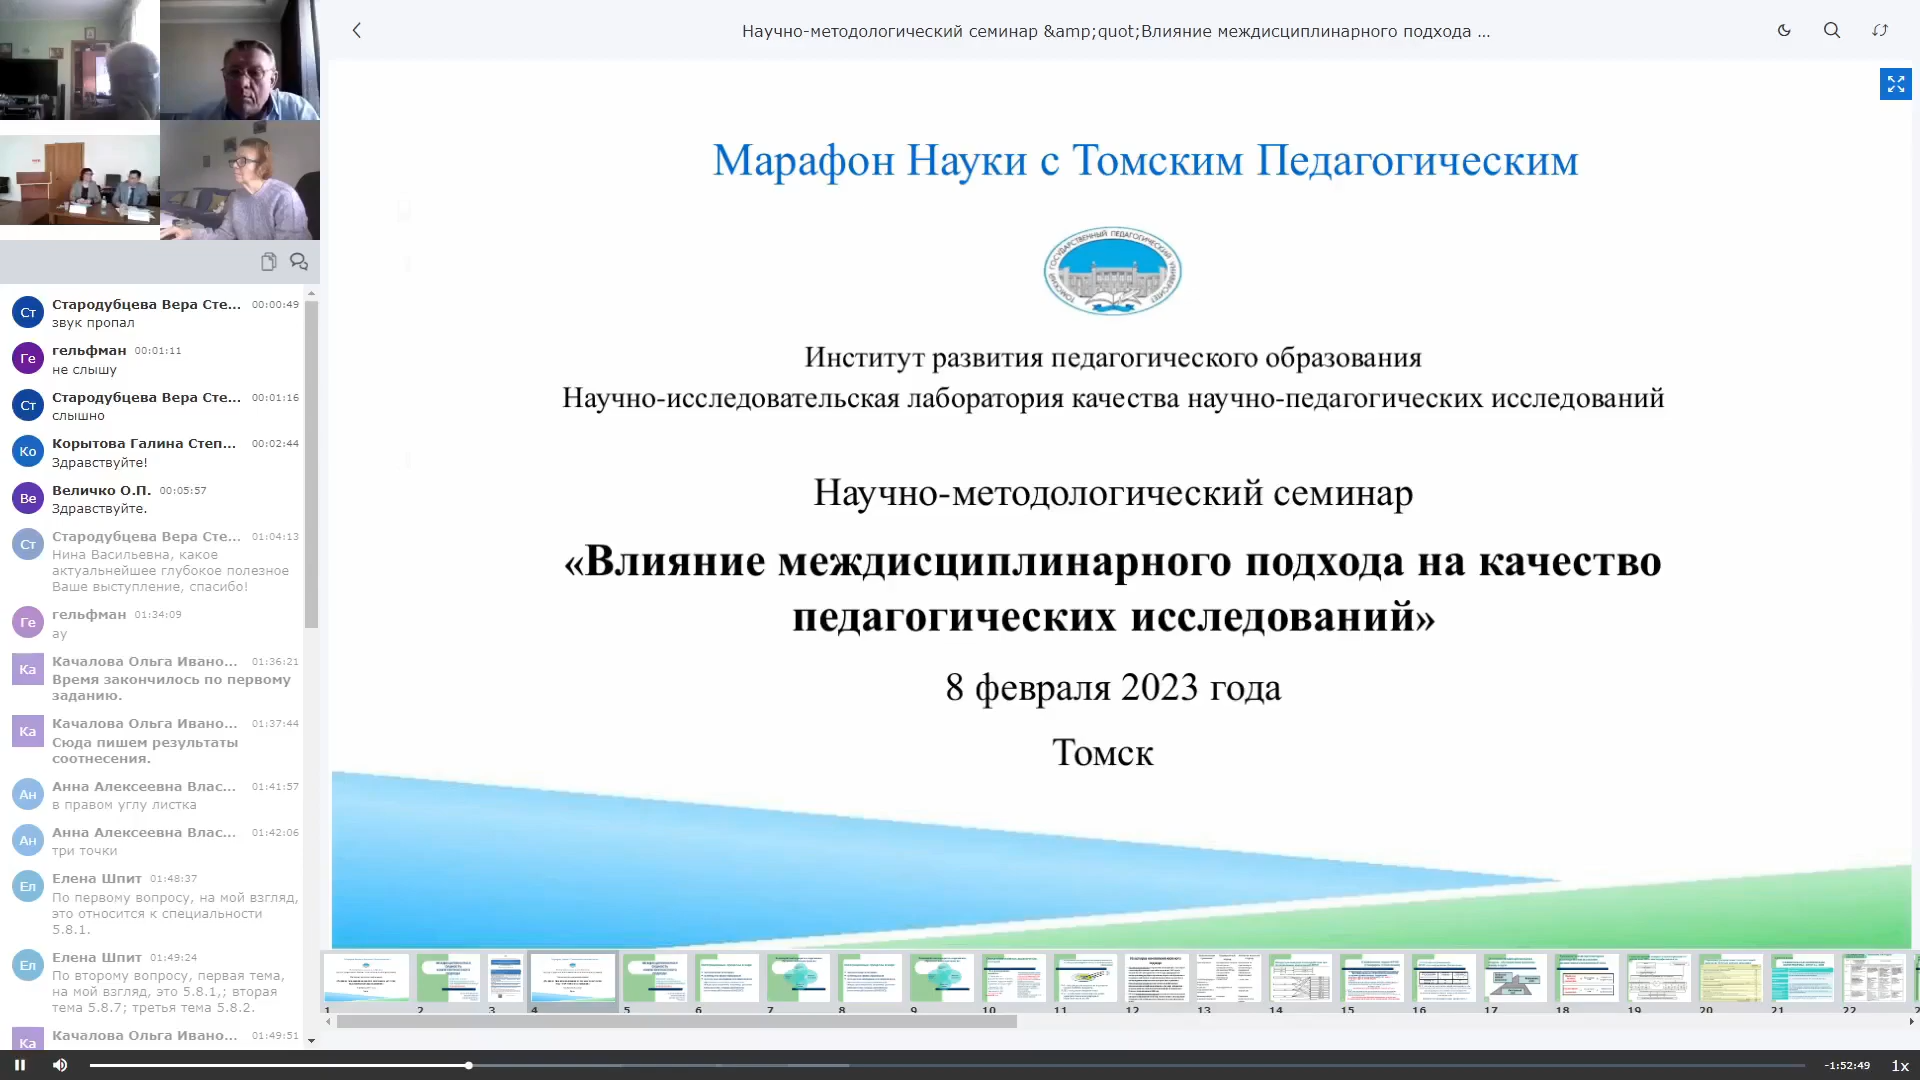 Научно-методологический семинар &amp;quot;Влияние междисциплинарного подхода ...
Марафон Науки с Томским Педагогическим
ТОМСКИЙ ГОСУДАРСТВЕННЫЙ ПЕДАГОГИЧЕСКИЙ УНИВЕРСИТЕТ
Институт развития педагогического образования
Научно-исследовательская лаборатория качества научно-педагогических исследований
Научно-методологический семинар
«Влияние междисциплинарного подхода на качество
педагогических исследований»
8 февраля 2023 года
Томск
Ст
Стародубцева Вера Сте... 00:00:49
звук пропал
Ге
гельфман 00:01:11
не слышу
Ст
Стародубцева Вера Сте... 00:01:16
слышно
Ко
Корытова Галина Степ... 00:02:44
Здравствуйте!
Ве
Величко О.П. 00:05:57
Здравствуйте.
Ст
Стародубцева Вера Сте... 01:04:13
Нина Васильевна, какое
актуальнейшее глубокое полезное
Ваше выступление, спасибо!
Ге
гельфман 01:34:09
ау
Ка
Качалова Ольга Ивано... 01:36:21
Время закончилось по первому
заданию.
Ка
Качалова Ольга Ивано... 01:37:44
Сюда пишем результаты
соотнесения.
Ан
Анна Алексеевна Влас... 01:41:57
в правом углу листка
Ан
Анна Алексеевна Влас... 01:42:06
три точки
Ел
Елена Шпит 01:48:37
По первому вопросу, на мой взгляд,
это относится к специальности
5.8.1.
Ел
Елена Шпит 01:49:24
По второму вопросу, первая тема,
на мой взгляд, это 5.8.1,; вторая
тема 5.8.7; третья тема 5.8.2.
Ка
Качалова Ольга Ивано... 01:49:51
1 2 3 4 5 6 7 8 9 10 11 12 13 14 15 16 17 18 19 20 21 22
-1:52:49 1x